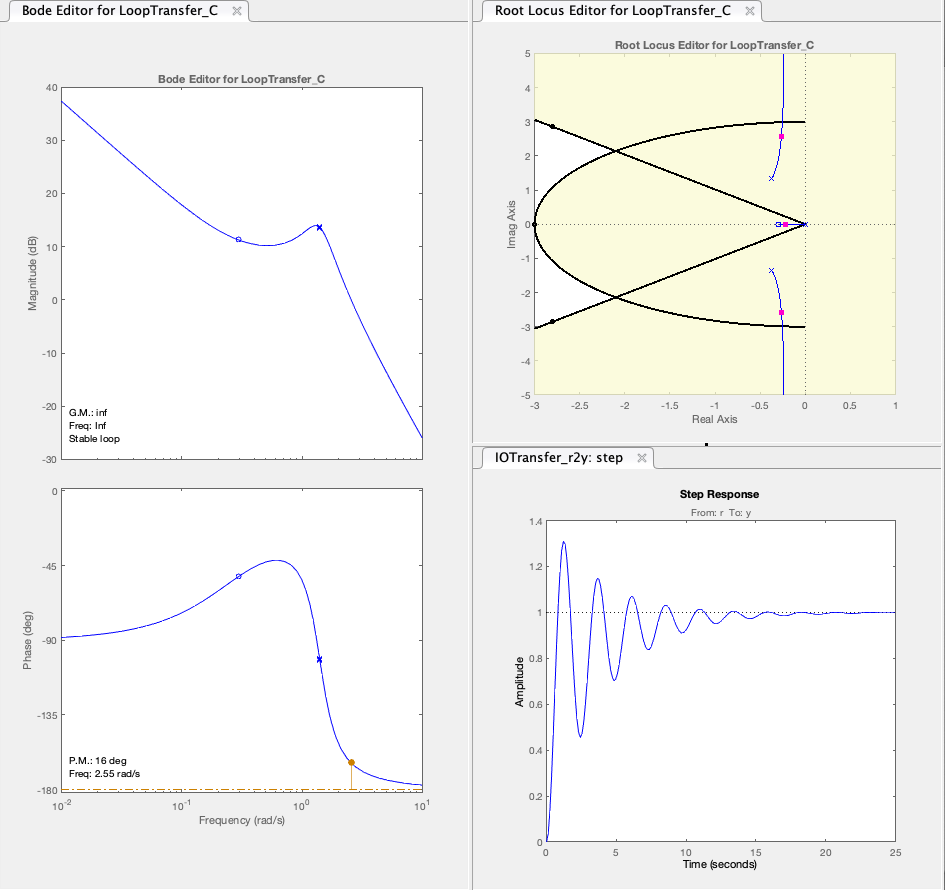 Bode Editor for LoopTransfer_C
Bode Editor for LoopTransfer_C
40
30
20
10
0
-10
-20
-30
Magnitude (dB)
G.M.: inf
Freq: Inf
Stable loop
0
-45
-90
-135
-180
Phase (deg)
P.M.: 16 deg
Freq: 2.55 rad/s
10-2 10-1 100 101
Frequency (rad/s)
Root Locus Editor for LoopTransfer_C
Root Locus Editor for LoopTransfer_C
5
4
3
2
1
0
-1
-2
-3
-4
-5
Imag Axis
-3 -2.5 -2 -1.5 -1 -0.5 0 0.5 1
Real Axis
IOTransfer_r2y: step
Step Response
From: r To: y
1.4
1.2
1
0.8
0.6
0.4
0.2
0
Amplitude
0 5 10 15 20 25
Time (seconds)